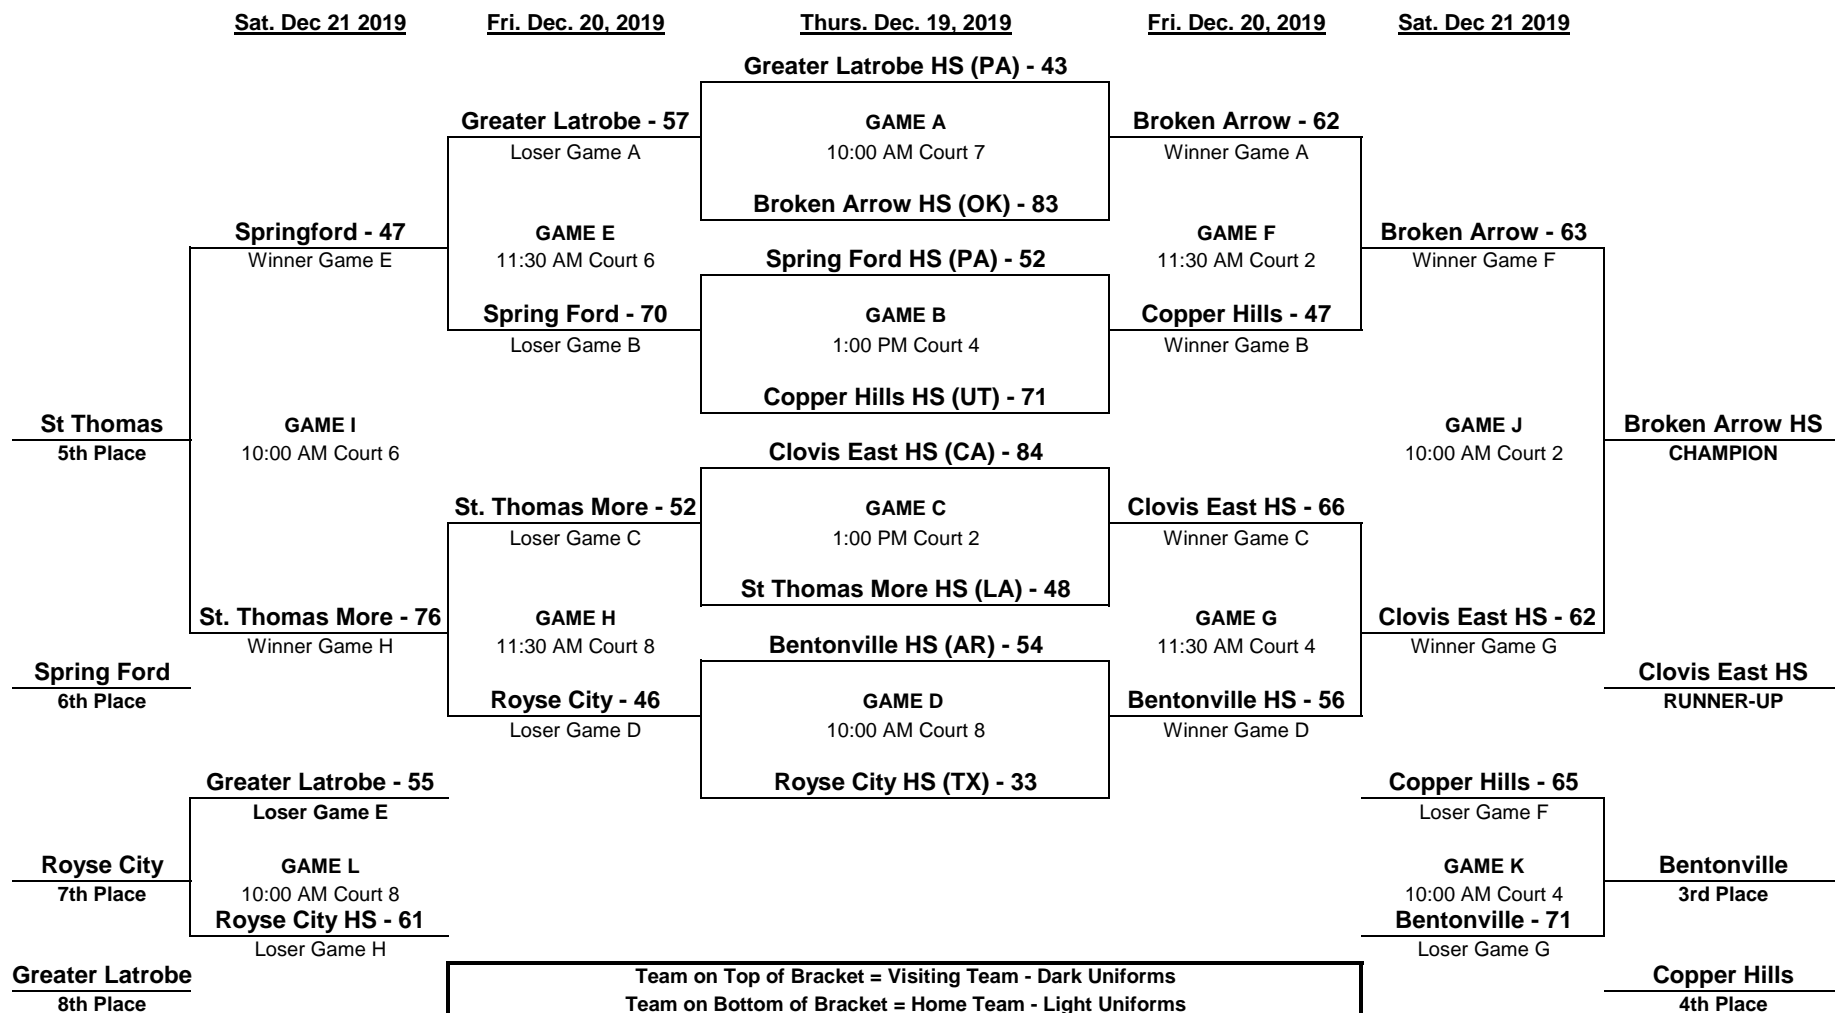 Sat. Dec 21 2019
Fri. Dec. 20, 2019
Thurs. Dec. 19, 2019
Fri. Dec. 20, 2019
Sat. Dec 21 2019
Greater Latrobe HS (PA) - 43
Greater Latrobe - 57
GAME A
Broken Arrow - 62
Loser Game A
10:00 AM Court 7
Winner Game A
Broken Arrow HS (OK) - 83
Springford - 47
GAME E
GAME F
Broken Arrow - 63
Winner Game E
11:30 AM Court 6
Spring Ford HS (PA) - 52
11:30 AM Court 2
Winner Game F
Spring Ford - 70
GAME B
Copper Hills - 47
Loser Game B
1:00 PM Court 4
Winner Game B
Copper Hills HS (UT) - 71
St Thomas
GAME I
GAME J
Broken Arrow HS
5th Place
10:00 AM Court 6
Clovis East HS (CA) - 84
10:00 AM Court 2
CHAMPION
St. Thomas More - 52
GAME C
Clovis East HS - 66
Loser Game C
1:00 PM Court 2
Winner Game C
St Thomas More HS (LA) - 48
St. Thomas More - 76
GAME H
GAME G
Clovis East HS - 62
Winner Game H
11:30 AM Court 8
Bentonville HS (AR) - 54
11:30 AM Court 4
Winner Game G
Spring Ford
Clovis East HS
6th Place
Royse City - 46
GAME D
Bentonville HS - 56
RUNNER-UP
Loser Game D
10:00 AM Court 8
Winner Game D
Greater Latrobe - 55
Royse City HS (TX) - 33
Copper Hills - 65
Loser Game E
Loser Game F
Royse City
GAME L
GAME K
Bentonville
7th Place
10:00 AM Court 8
10:00 AM Court 4
3rd Place
Royse City HS - 61
Bentonville - 71
Loser Game H
Loser Game G
Greater Latrobe
Team on Top of Bracket = Visiting Team - Dark Uniforms
Copper Hills
8th Place
Team on Bottom of Bracket = Home Team - Light Uniforms
4th Place